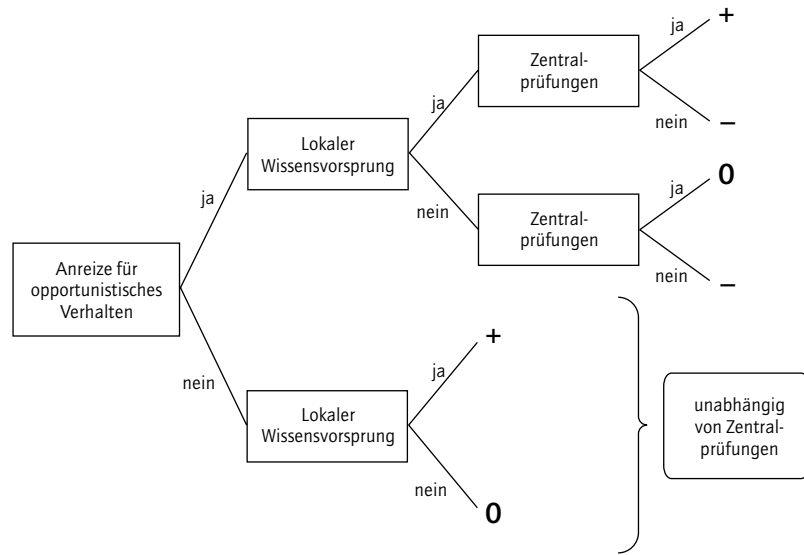 ja
+
Zentral-
prüfungen
ja
nein
–
Lokaler
Wissensvorsprung
ja
0
ja
nein
Zentral-
prüfungen
nein
–
Anreize für
opportunistisches
Verhalten
+
nein
ja
Lokaler
Wissensvorsprung
unabhängig
von Zentral-
prüfungen
nein
0